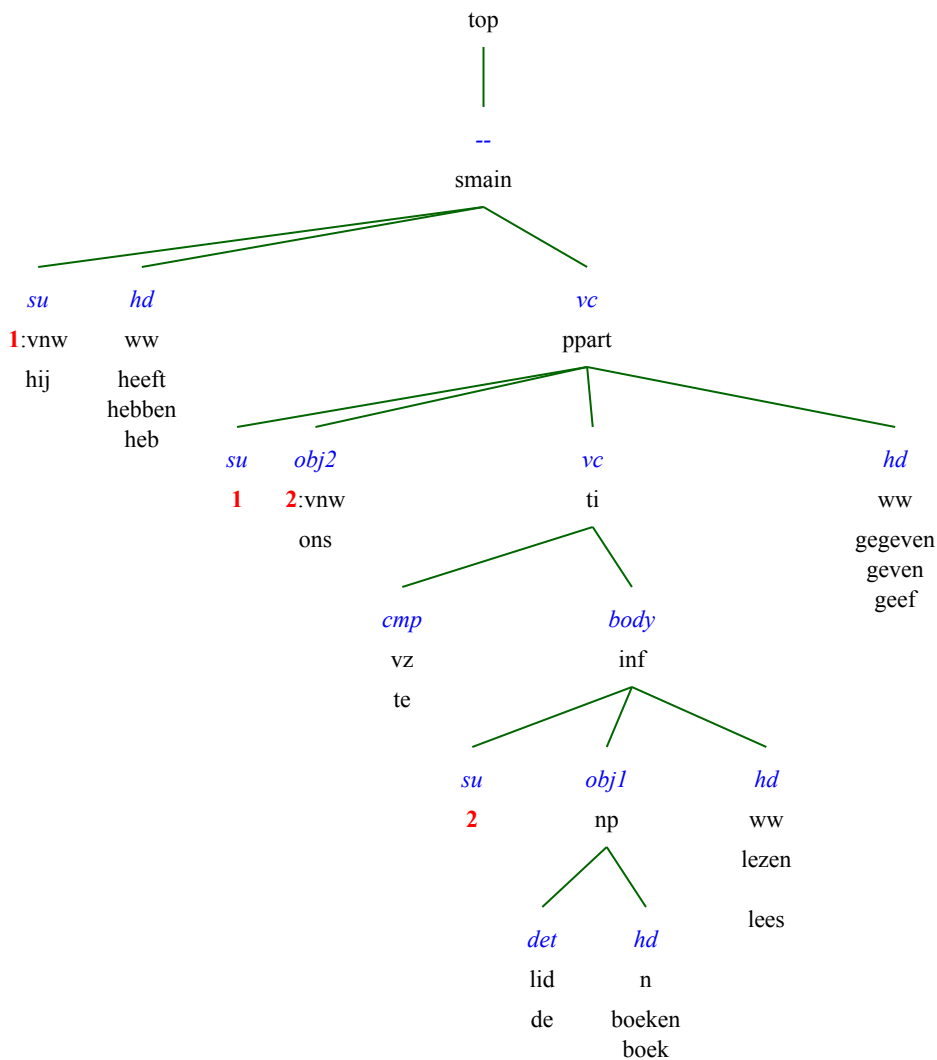 top
--
smain
su hd vc
1:vnw ww ppart
hij heeft
hebben
heb
su obj2 vc hd
1 2:vnw ti ww
ons gegeven
geven
geef
cmp body
vz inf
te
su obj1 hd
2 np ww
lezen
lees
det hd
lid n
de boeken
boek